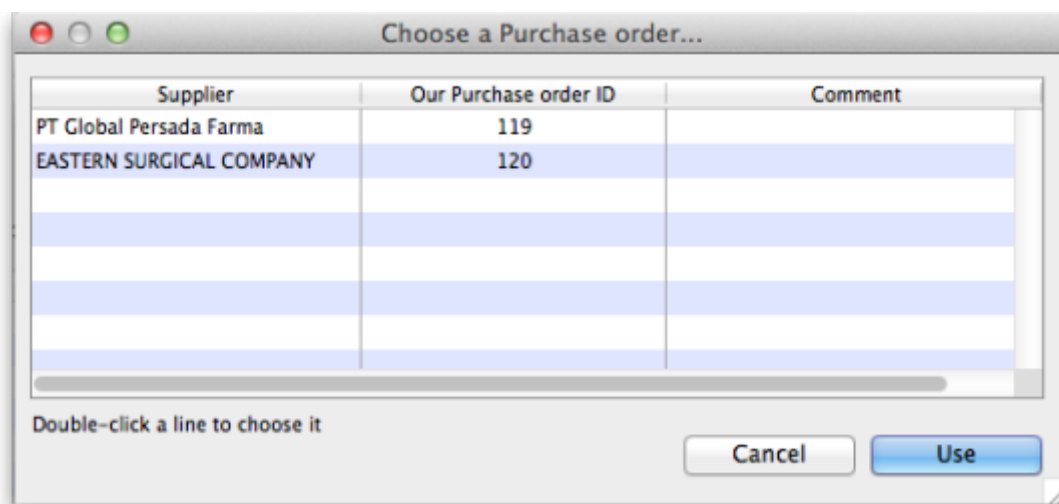 Choose a Purchase order...
Supplier Our Purchase order ID Comment
PT Global Persada Farma 119
EASTERN SURGICAL COMPANY 120
Double-click a line to choose it
Cancel Use